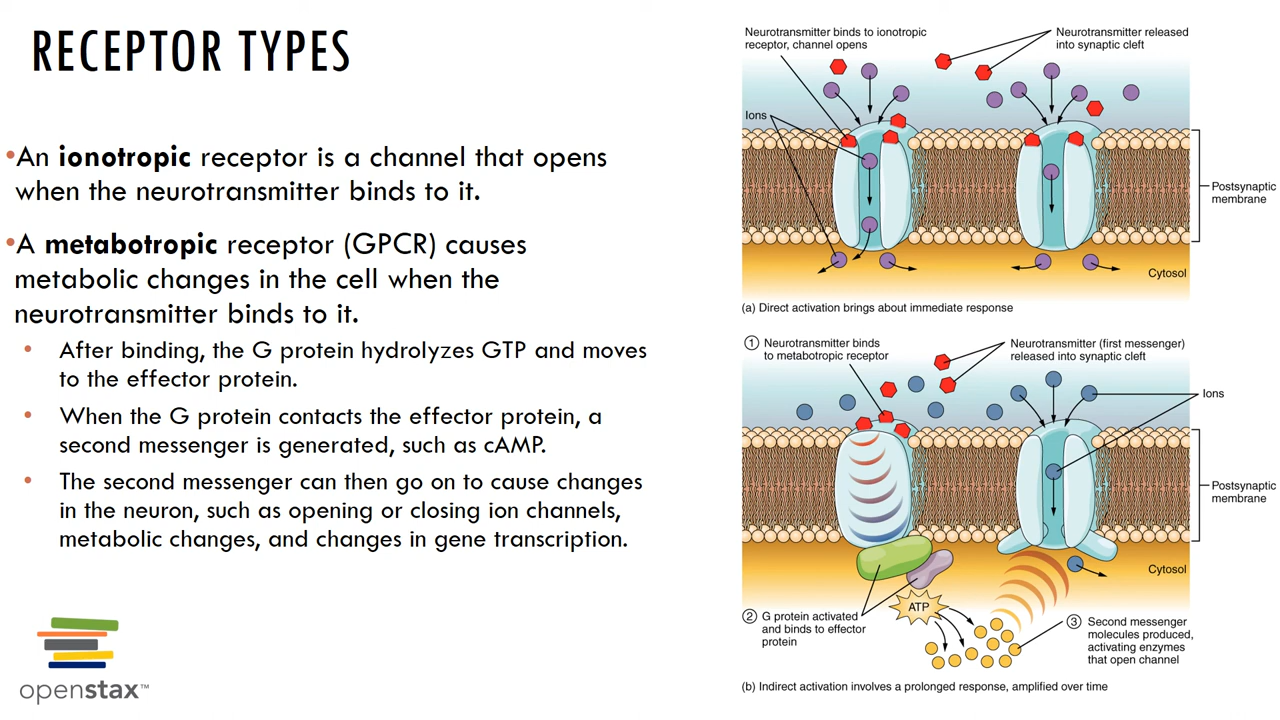 RECEPTOR TYPES
•An ionotropic receptor is a channel that opens
when the neurotransmitter binds to it.
•A metabotropic receptor (GPCR) causes
metabolic changes in the cell when the
neurotransmitter binds to it.
• After binding, the G protein hydrolyzes GTP and moves
to the effector protein.
• When the G protein contacts the effector protein, a
second messenger is generated, such as cAMP.
• The second messenger can then go on to cause changes
in the neuron, such as opening or closing ion channels,
metabolic changes, and changes in gene transcription.
openstax™
Neurotransmitter binds to ionotropic
receptor, channel opens
Neurotransmitter released
into synaptic cleft
Ions
Postsynaptic
membrane
Cytosol
(a) Direct activation brings about immediate response
1 Neurotransmitter binds
to metabotropic receptor
Neurotransmitter (first messenger)
released into synaptic cleft
Ions
Postsynaptic
membrane
Cytosol
ATP
2 G protein activated
and binds to effector
protein
3 Second messenger
molecules produced,
activating enzymes
that open channel
(b) Indirect activation involves a prolonged response, amplified over time